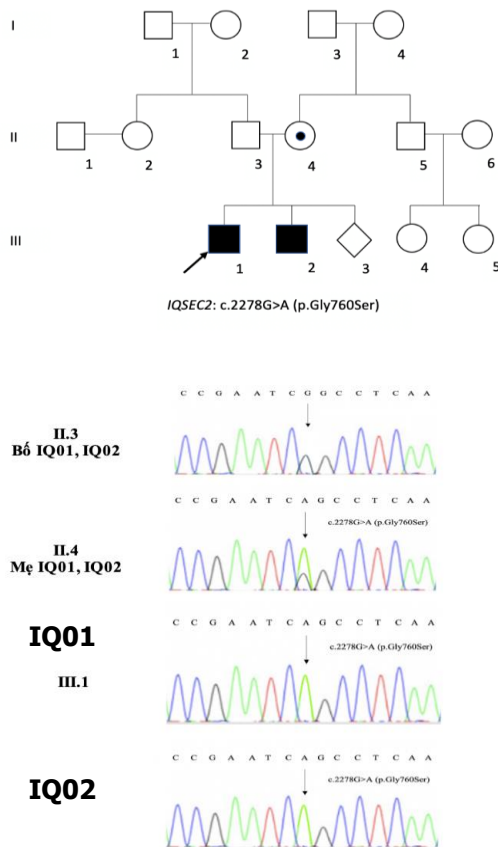 I
1 2 3 4
II
1 2 3 4 5 6
III
1 2 3 4 5
IQSEC2: c.2278G>A (p.Gly760Ser)
C C G A A T C G G C C T C A A
II.3
Bố IQ01, IQ02
C C G A A T C A G C C T C A A
c.2278G>A (p.Gly760Ser)
II.4
Mẹ IQ01, IQ02
C C G A A T C A G C C T C A A
IQ01
c.2278G>A (p.Gly760Ser)
III.1
C C G A A T C A G C C T C A A
c.2278G>A (p.Gly760Ser)
IQ02